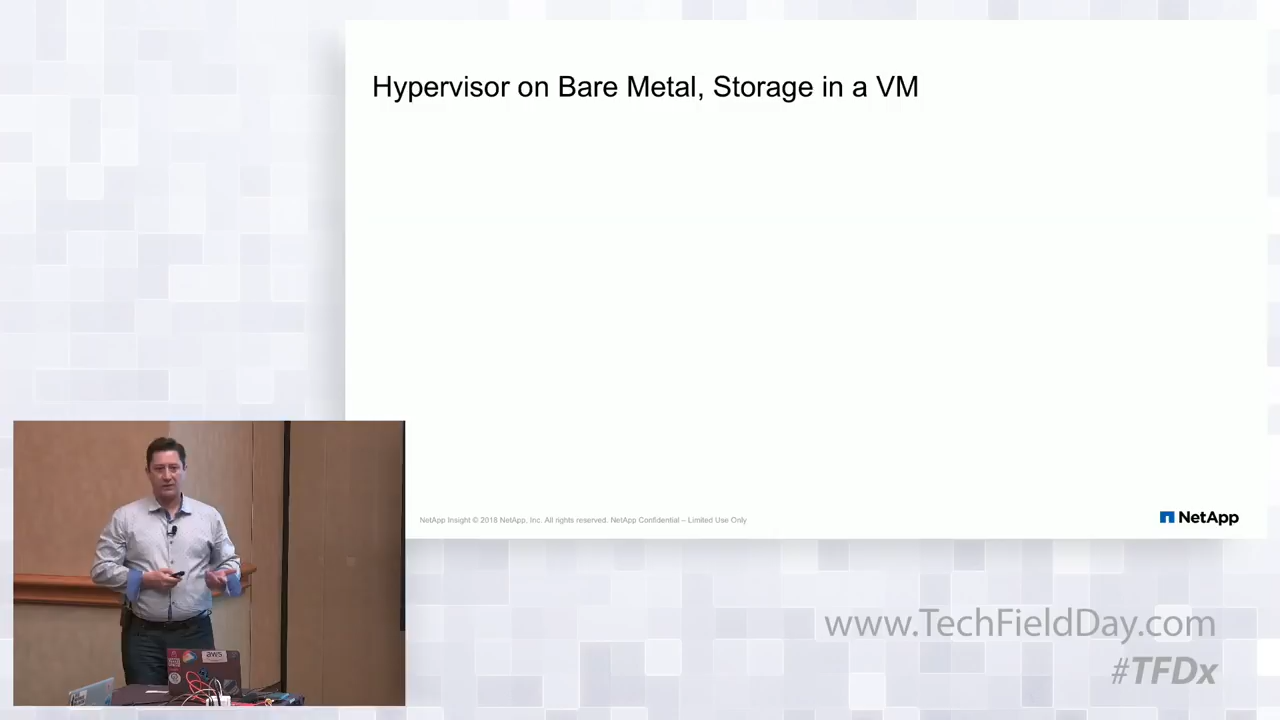 Hypervisor on Bare Metal, Storage in a VM
NetApp Insight © 2018 NetApp, Inc. All rights reserved. NetApp Confidential – Limited Use Only
NetApp
aws
www.TechFieldDay.com
#TFDx